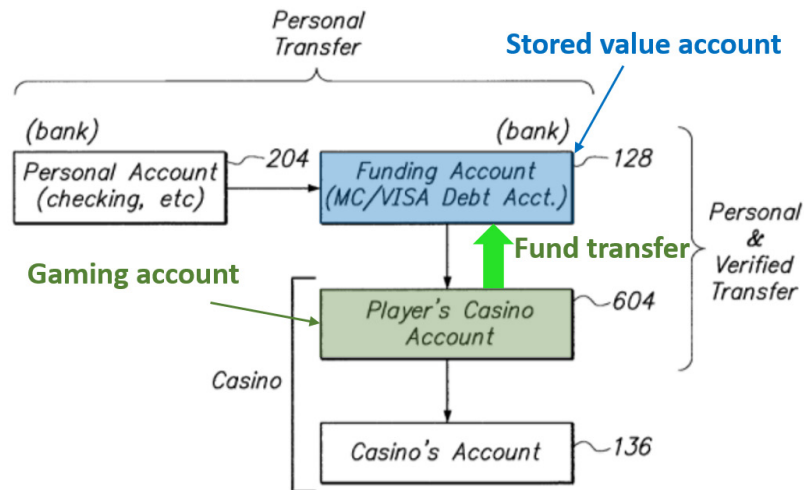 Personal
Transfer
Stored value account
(bank)
(bank)
Personal Account
(checking, etc)
204
Funding Account
(MC/VISA Debt Acct.)
128
Fund transfer
Personal
&
Verified
Transfer
Gaming account
Player's Casino
Account
604
Casino
Casino's Account
136